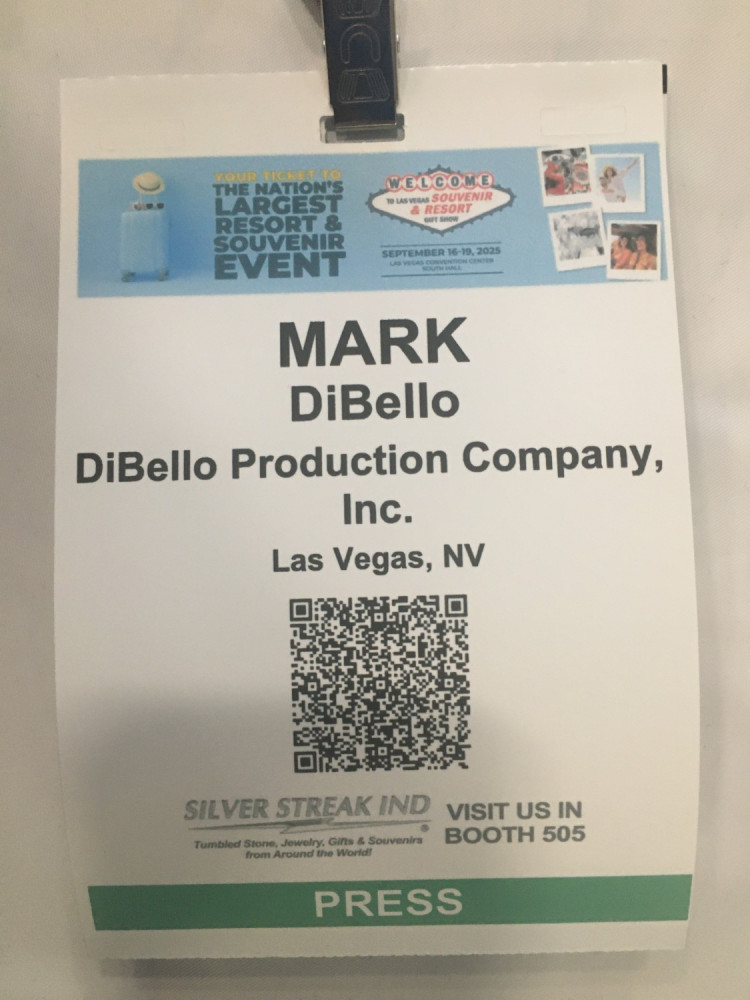 YOUR TICKET TO
THE NATION'S
LARGEST
RESORT &
SOUVENIR
EVENT
WELCOME
TO LAS VEGAS SOUVENIR
& RESORT
GIFT SHOW
SEPTEMBER 16-19, 2025
LAS VEGAS CONVENTION CENTER
SOUTH HALL
MARK
DiBello
DiBello Production Company,
Inc.
Las Vegas, NV
SILVER STREAK IND
®
Tumbled Stone, Jewelry, Gifts & Souvenirs
from Around the World!
VISIT US IN
BOOTH 505
PRESS